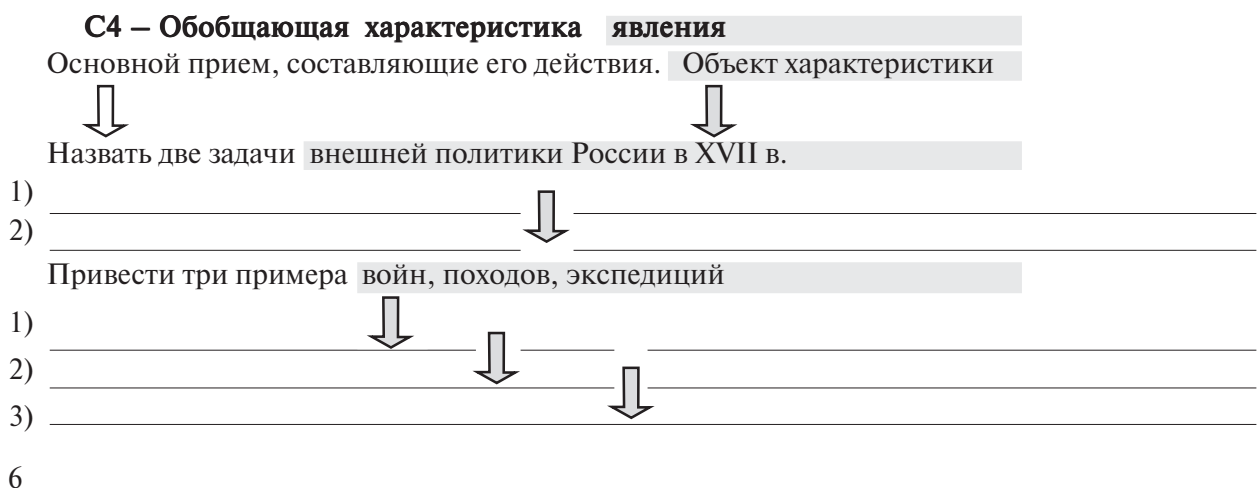 С4 – Обобщающая характеристика явления
Основной прием, составляющие его действия. Объект характеристики
Назвать две задачи внешней политики России в XVII в.
1)
2)
Привести три примера войн, походов, экспедиций
1)
2)
3)
6